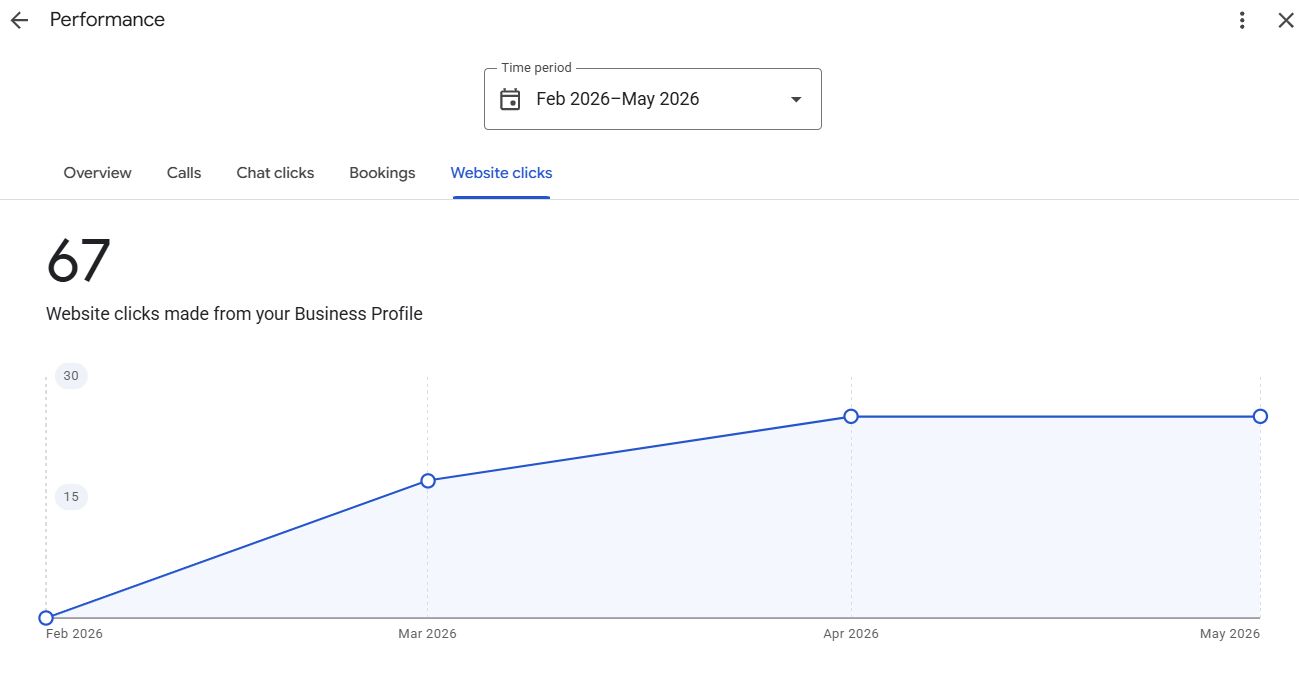 Performance
Time period
Feb 2026–May 2026
Overview Calls Chat clicks Bookings Website clicks
67
Website clicks made from your Business Profile
30
15
Feb 2026 Mar 2026 Apr 2026 May 2026